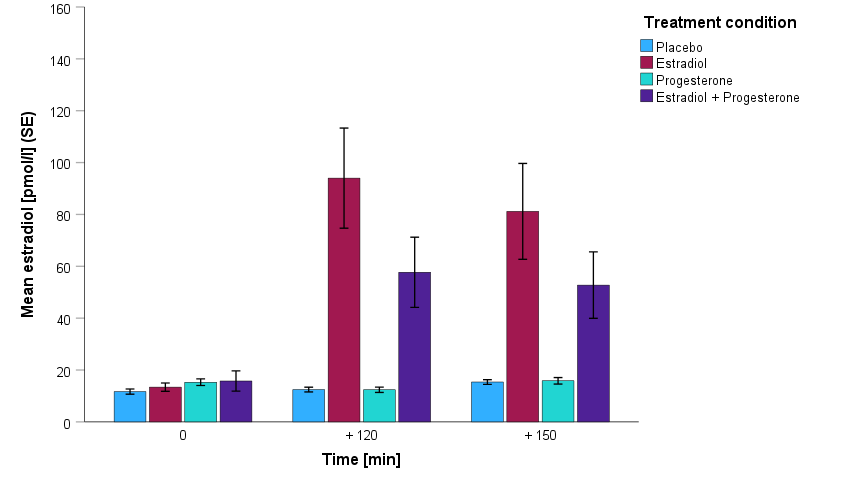 Treatment condition
Placebo
Estradiol
Progesterone
Estradiol + Progesterone
Mean estradiol [pmol/l] (SE)
160
140
120
100
80
60
40
20
0
0
+ 120
+ 150
Time [min]